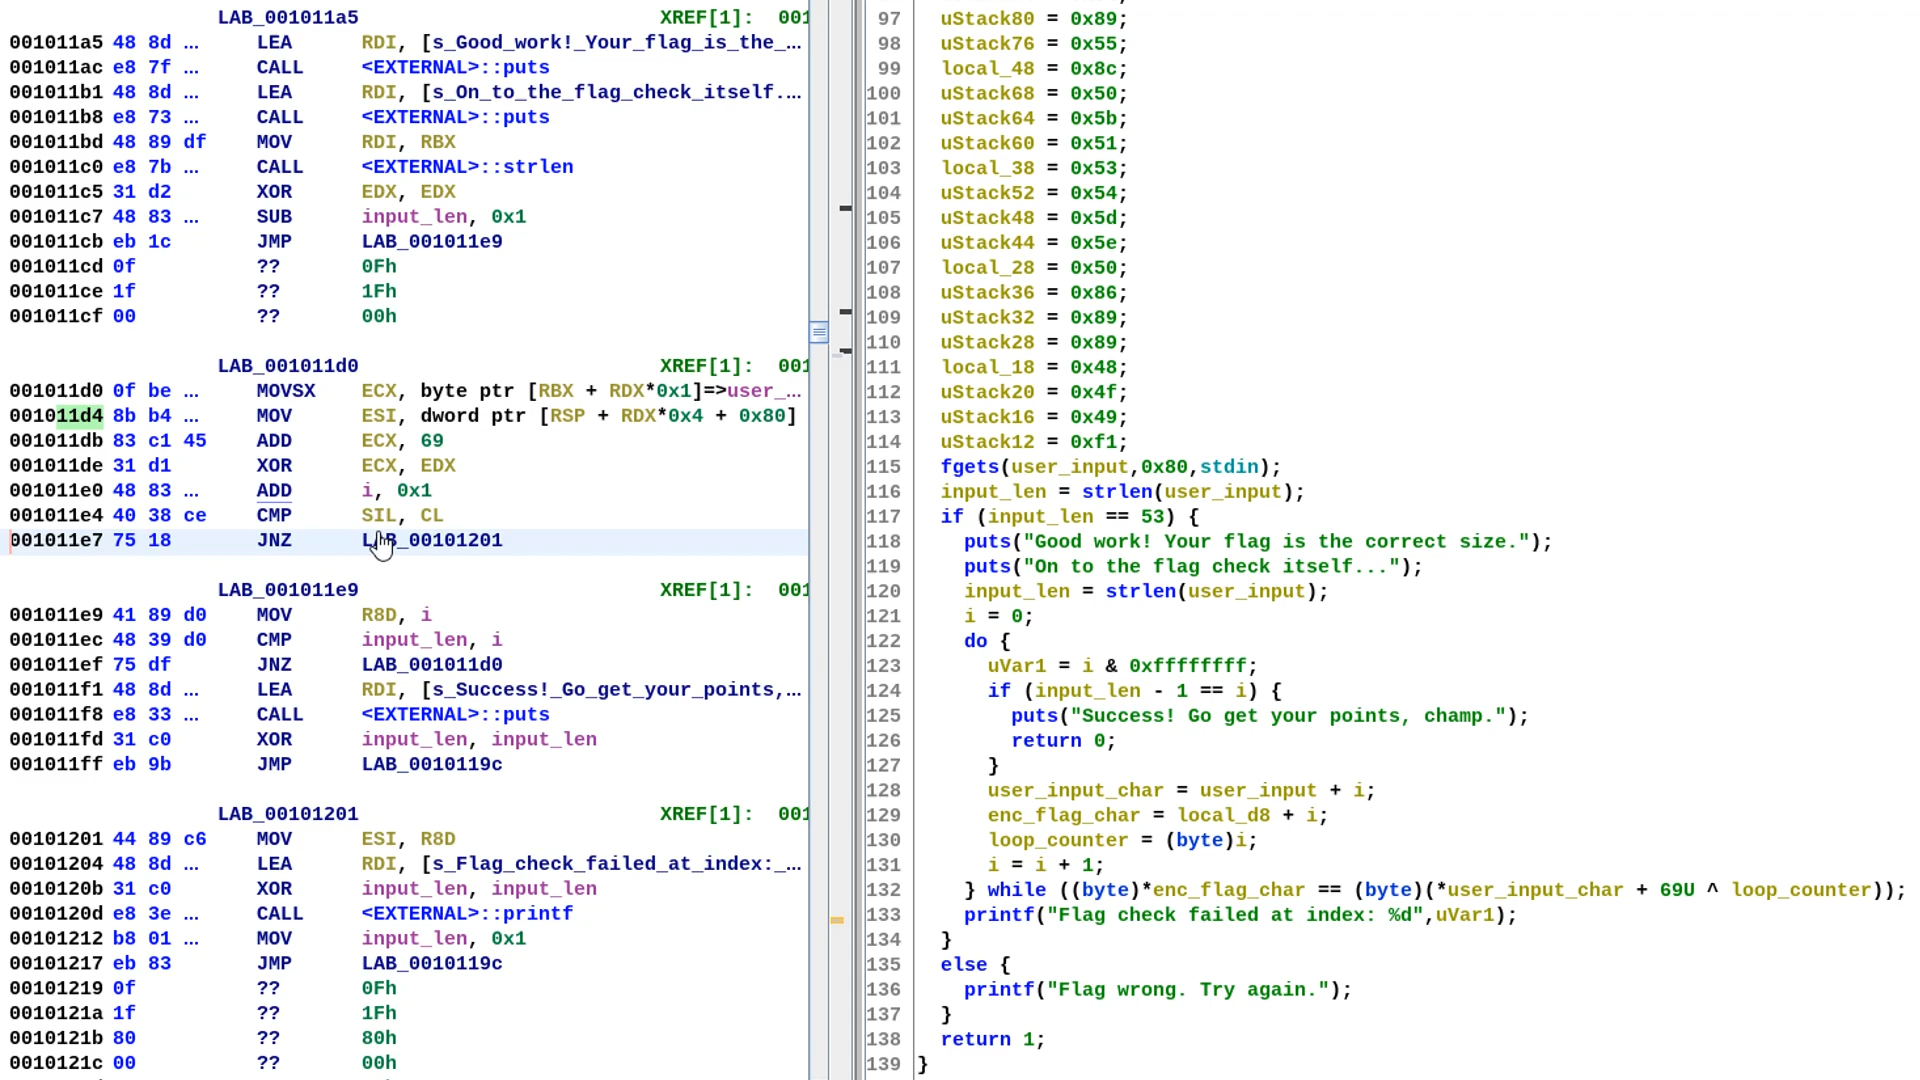 LAB_001011a5 XREF[1]: 001
001011a5 48 8d ... LEA RDI, [s_Good_work!_Your_flag_is_the_...
001011ac e8 7f ... CALL <EXTERNAL>::puts
001011b1 48 8d ... LEA RDI, [s_On_to_the_flag_check_itself....
001011b8 e8 73 ... CALL <EXTERNAL>::puts
001011bd 48 89 df MOV RDI, RBX
001011c0 e8 7b ... CALL <EXTERNAL>::strlen
001011c5 31 d2 XOR EDX, EDX
001011c7 48 83 ... SUB input_len, 0x1
001011cb eb 1c JMP LAB_001011e9
001011cd 0f ?? 0Fh
001011ce 1f ?? 1Fh
001011cf 00 ?? 00h
LAB_001011d0 XREF[1]: 001
001011d0 0f be ... MOVSX ECX, byte ptr [RBX + RDX*0x1]=>user_...
001011d4 8b b4 ... MOV ESI, dword ptr [RSP + RDX*0x4 + 0x80]
001011db 83 c1 45 ADD ECX, 69
001011de 31 d1 XOR ECX, EDX
001011e0 48 83 ... ADD i, 0x1
001011e4 40 38 ce CMP SIL, CL
001011e7 75 18 JNZ LAB_00101201
LAB_001011e9 XREF[1]: 001
001011e9 41 89 d0 MOV R8D, i
001011ec 48 39 d0 CMP input_len, i
001011ef 75 df JNZ LAB_001011d0
001011f1 48 8d ... LEA RDI, [s_Success!_Go_get_your_points,...
001011f8 e8 33 ... CALL <EXTERNAL>::puts
001011fd 31 c0 XOR input_len, input_len
001011ff eb 9b JMP LAB_0010119c
LAB_00101201 XREF[1]: 001
00101201 44 89 c6 MOV ESI, R8D
00101204 48 8d ... LEA RDI, [s_Flag_check_failed_at_index:_...
0010120b 31 c0 XOR input_len, input_len
0010120d e8 3e ... CALL <EXTERNAL>::printf
00101212 b8 01 ... MOV input_len, 0x1
00101217 eb 83 JMP LAB_0010119c
00101219 0f ?? 0Fh
0010121a 1f ?? 1Fh
0010121b 80 ?? 80h
0010121c 00 ?? 00h
97 uStack80 = 0x89;
98 uStack76 = 0x55;
99 local_48 = 0x8c;
100 uStack68 = 0x50;
101 uStack64 = 0x5b;
102 uStack60 = 0x51;
103 local_38 = 0x53;
104 uStack52 = 0x54;
105 uStack48 = 0x5d;
106 uStack44 = 0x5e;
107 local_28 = 0x50;
108 uStack36 = 0x86;
109 uStack32 = 0x89;
110 uStack28 = 0x89;
111 local_18 = 0x48;
112 uStack20 = 0x4f;
113 uStack16 = 0x49;
114 uStack12 = 0xf1;
115 fgets(user_input,0x80,stdin);
116 input_len = strlen(user_input);
117 if (input_len == 53) {
118 puts("Good work! Your flag is the correct size.");
119 puts("On to the flag check itself...");
120 input_len = strlen(user_input);
121 i = 0;
122 do {
123 uVar1 = i & 0xffffffff;
124 if (input_len - 1 == i) {
125 puts("Success! Go get your points, champ.");
126 return 0;
127 }
128 user_input_char = user_input + i;
129 enc_flag_char = local_d8 + i;
130 loop_counter = (byte)i;
131 i = i + 1;
132 } while ((byte)*enc_flag_char == (byte)(*user_input_char + 69U ^ loop_counter));
133 printf("Flag check failed at index: %d",uVar1);
134 }
135 else {
136 printf("Flag wrong. Try again.");
137 }
138 return 1;
139 }